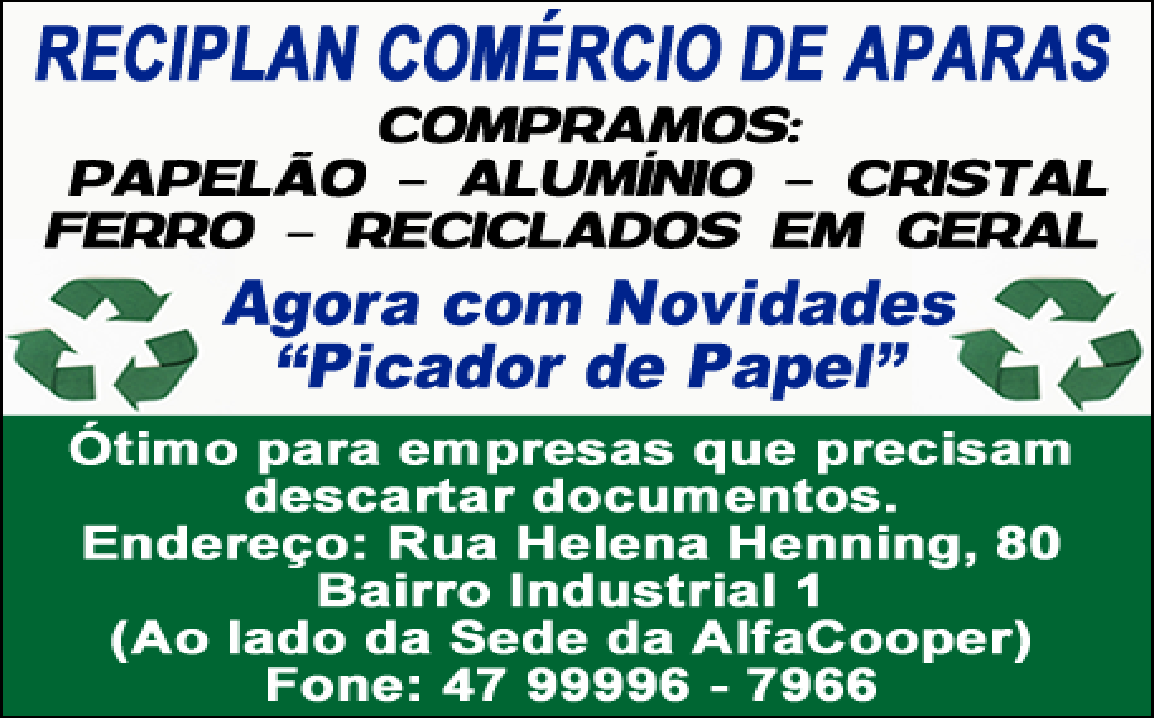 RECIPLAN COMÉRCIO DE APARAS
COMPRAMOS:
PAPELÃO – ALUMÍNIO – CRISTAL
FERRO – RECICLADOS EM GERAL
Agora com Novidades
“Picador de Papel”
Ótimo para empresas que precisam
descartar documentos.
Endereço: Rua Helena Henning, 80
Bairro Industrial 1
(Ao lado da Sede da AlfaCooper)
Fone: 47 99996 - 7966